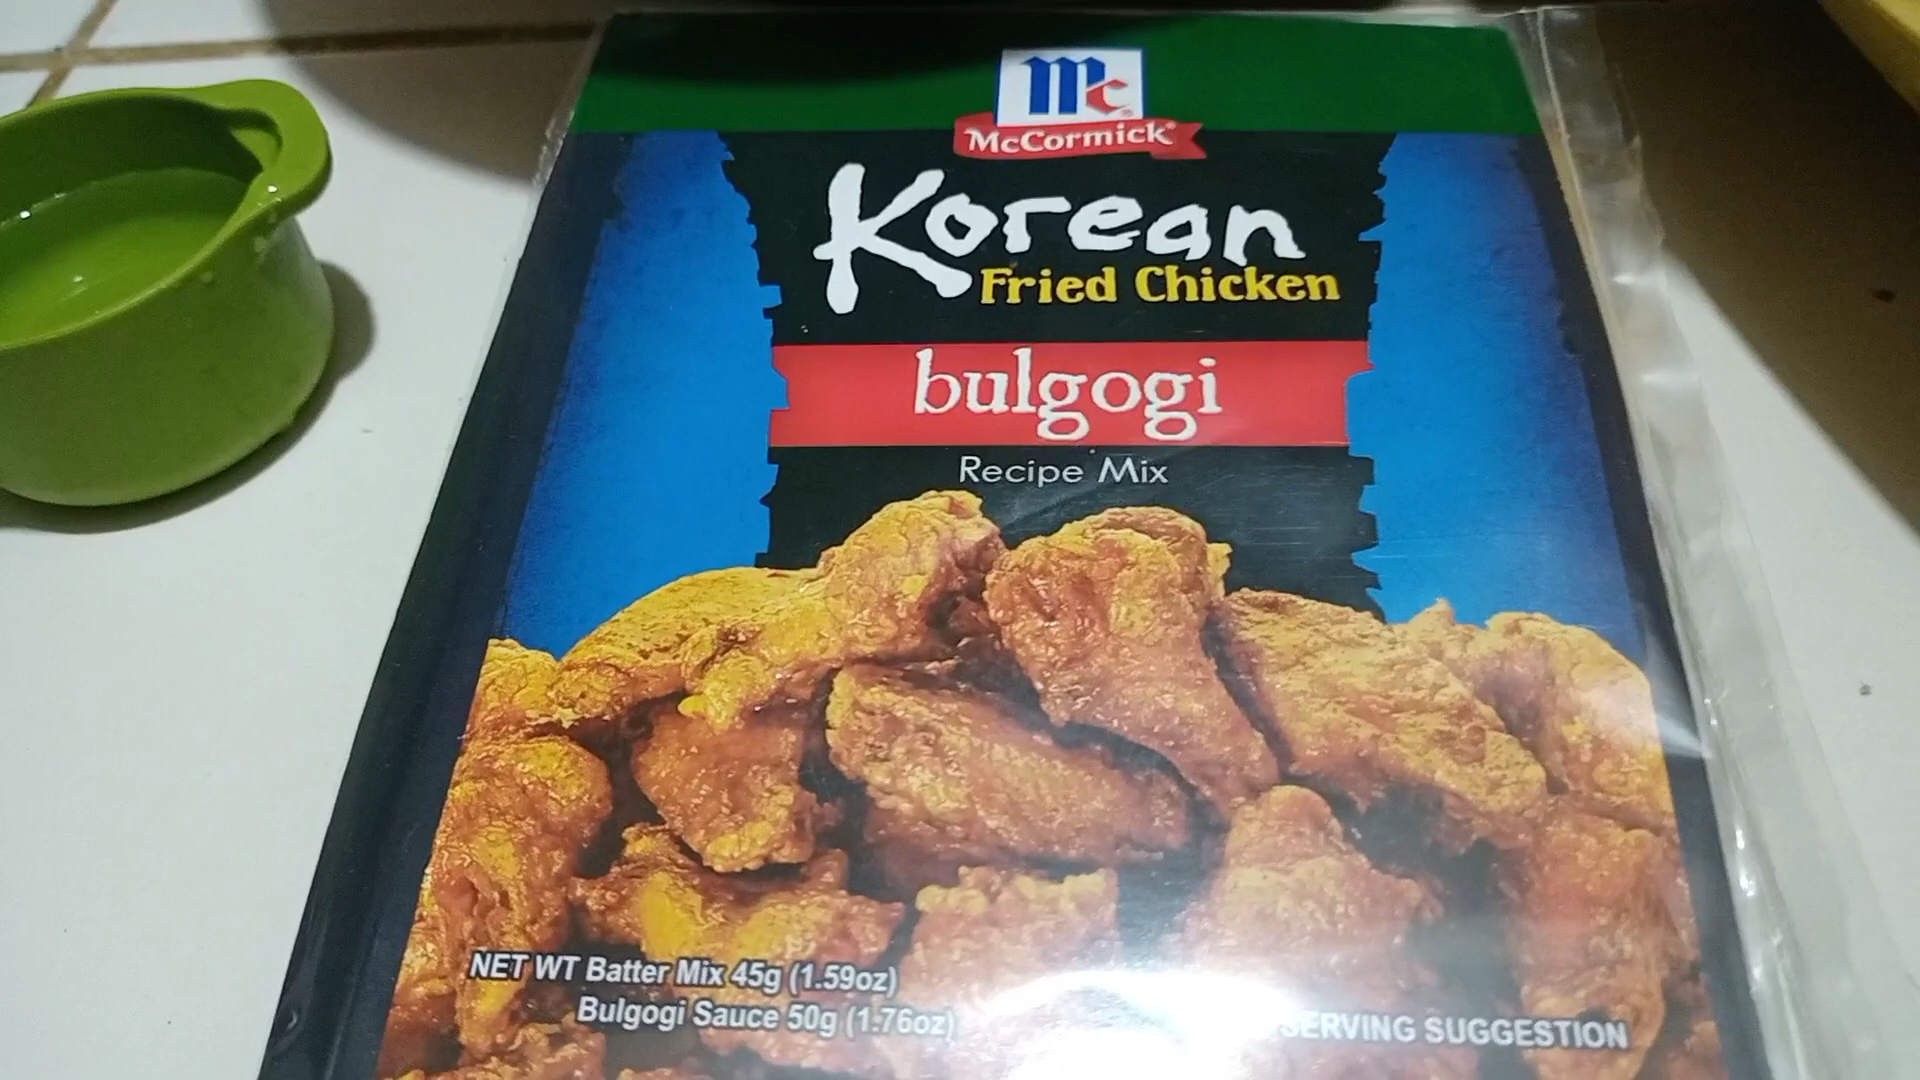 Mc
McCormick®
Korean
Fried Chicken
bulgogi
Recipe Mix
NET WT Batter Mix 45g (1.59oz)
Bulgogi Sauce 50g (1.76oz)
SERVING SUGGESTION